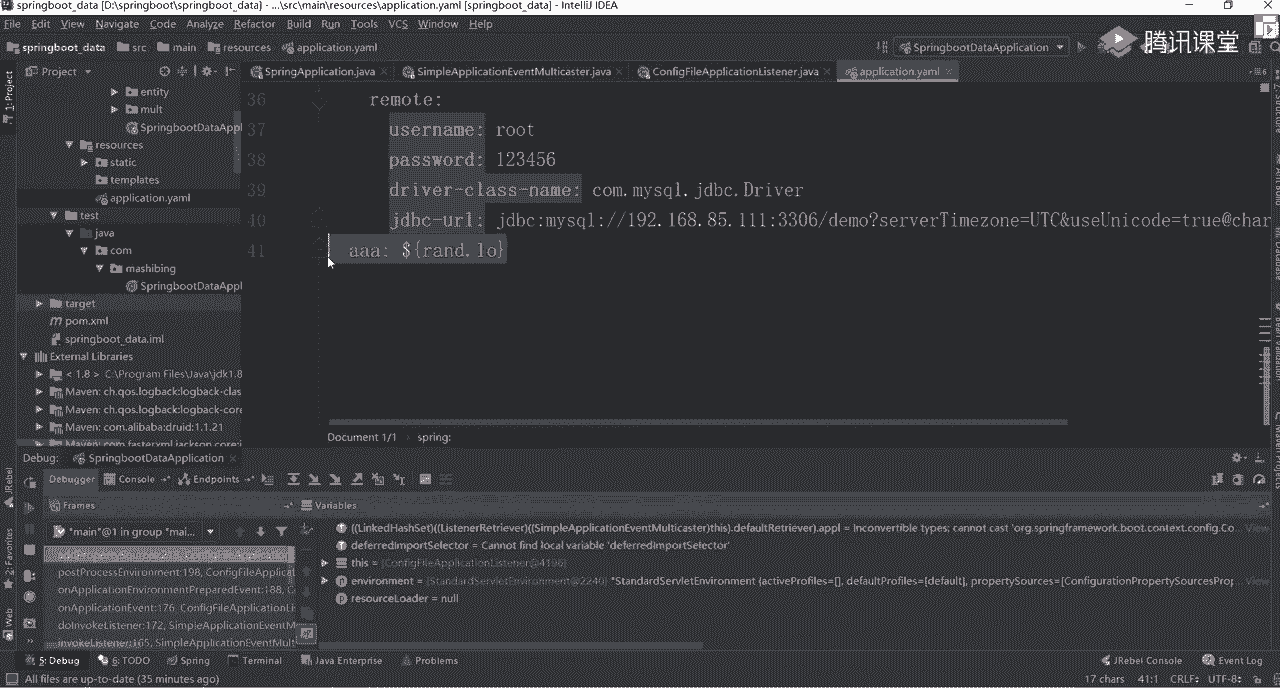 springboot_data [D:\springboot\springboot_data] - ...\src\main\resources\application.yaml [springboot_data] - IntelliJ IDEA
File Edit View Navigate Code Analyze Refactor Build Run Tools VCS Window Help
springboot_data src main resources application.yaml
SpringbootDataApplication
腾讯课堂
Project
SpringApplication.java SimpleApplicationEventMulticaster.java ConfigFileApplicationListener.java application.yaml
1: Project
entity
mult
SpringbootDataAppl
resources
static
templates
application.yaml
test
java
com
mashibing
SpringbootDataAppl
target
pom.xml
springboot_data.iml
External Libraries
< 1.8 > C:\Program Files\Java\jdk1.8
Maven: ch.qos.logback:logback-clas
Maven: ch.qos.logback:logback-core
Maven: com.alibaba:druid:1.1.21
Maven: com.fasterxml.jackson.core:j
36 remote:
37 username: root
38 password: 123456
39 driver-class-name: com.mysql.jdbc.Driver
40 jdbc-url: jdbc:mysql://192.168.85.111:3306/demo?serverTimezone=UTC&useUnicode=true@char
41 aaa: ${rand.lo}
Document 1/1 spring:
Debug: SpringbootDataApplication
Debugger Console Endpoints
Frames
Variables
"main"@1 in group "mai...
postProcessEnvironment:198, ConfigFileApplicat
onApplicationEnvironmentPreparedEvent:188, C
onApplicationEvent:176, ConfigFileApplicationLis
doInvokeListener:172, SimpleApplicationEventM
invokeListener:165, SimpleApplicationEventMult
((LinkedHashSet)((ListenerRetriever)((SimpleApplicationEventMulticaster)this).defaultRetriever).appl = Inconvertible types; cannot cast 'org.springframework.boot.context.config.Co... View
deferredImportSelector = Cannot find local variable 'deferredImportSelector'
this = {ConfigFileApplicationListener@4196}
environment = {StandardServletEnvironment@2240} "StandardServletEnvironment {activeProfiles=[], defaultProfiles=[default], propertySources=[ConfigurationPropertySourcesProp... View
resourceLoader = null
JRebel
2: Favorites
Web
5: Debug 6: TODO Spring Terminal Java Enterprise Problems
JRebel Console Event Log
All files are up-to-date (35 minutes ago)
17 chars 41:1 CRLF UTF-8